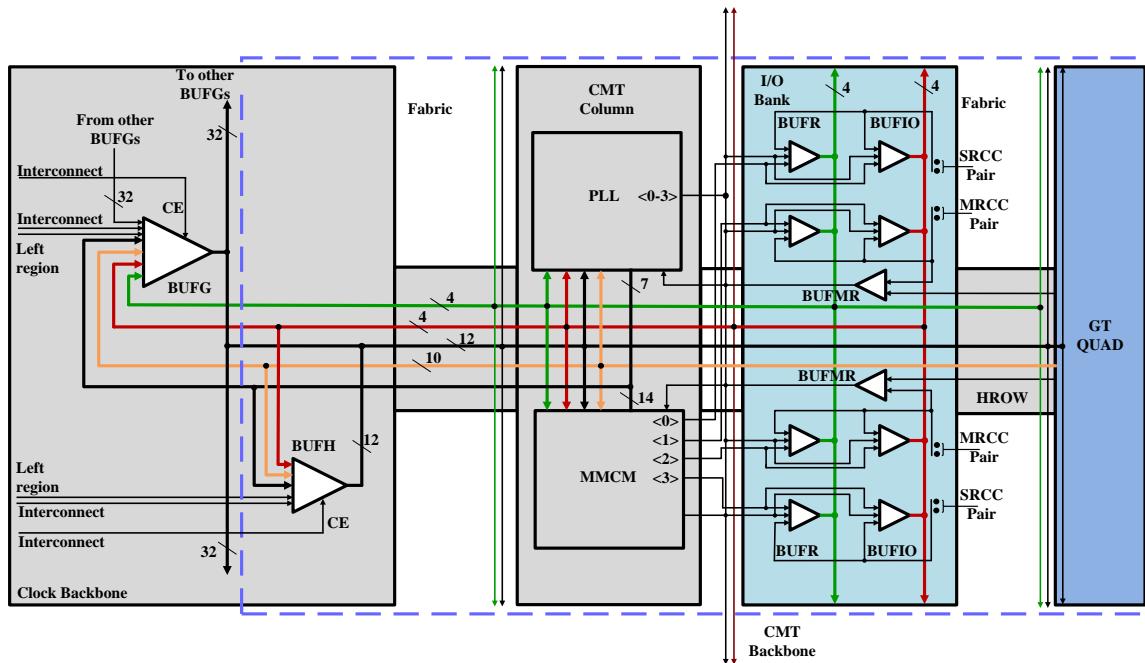 To other
BUFGs
From other
BUFGs
32
Interconnect
32
CE
Interconnect
Left
region
BUFG
Fabric
CMT
Column
PLL
<0-3>
7
I/O
Bank
4
4
BUFR
BUFIO
Fabric
SRCC
Pair
MRCC
Pair
BUFMR
4
4
12
10
GT
QUAD
BUFMR
HROW
14
<0>
<1>
<2>
<3>
MMCM
BUFH
12
MRCC
Pair
SRCC
Pair
Left
region
Interconnect
CE
Interconnect
32
BUFR
BUFIO
Clock Backbone
CMT
Backbone